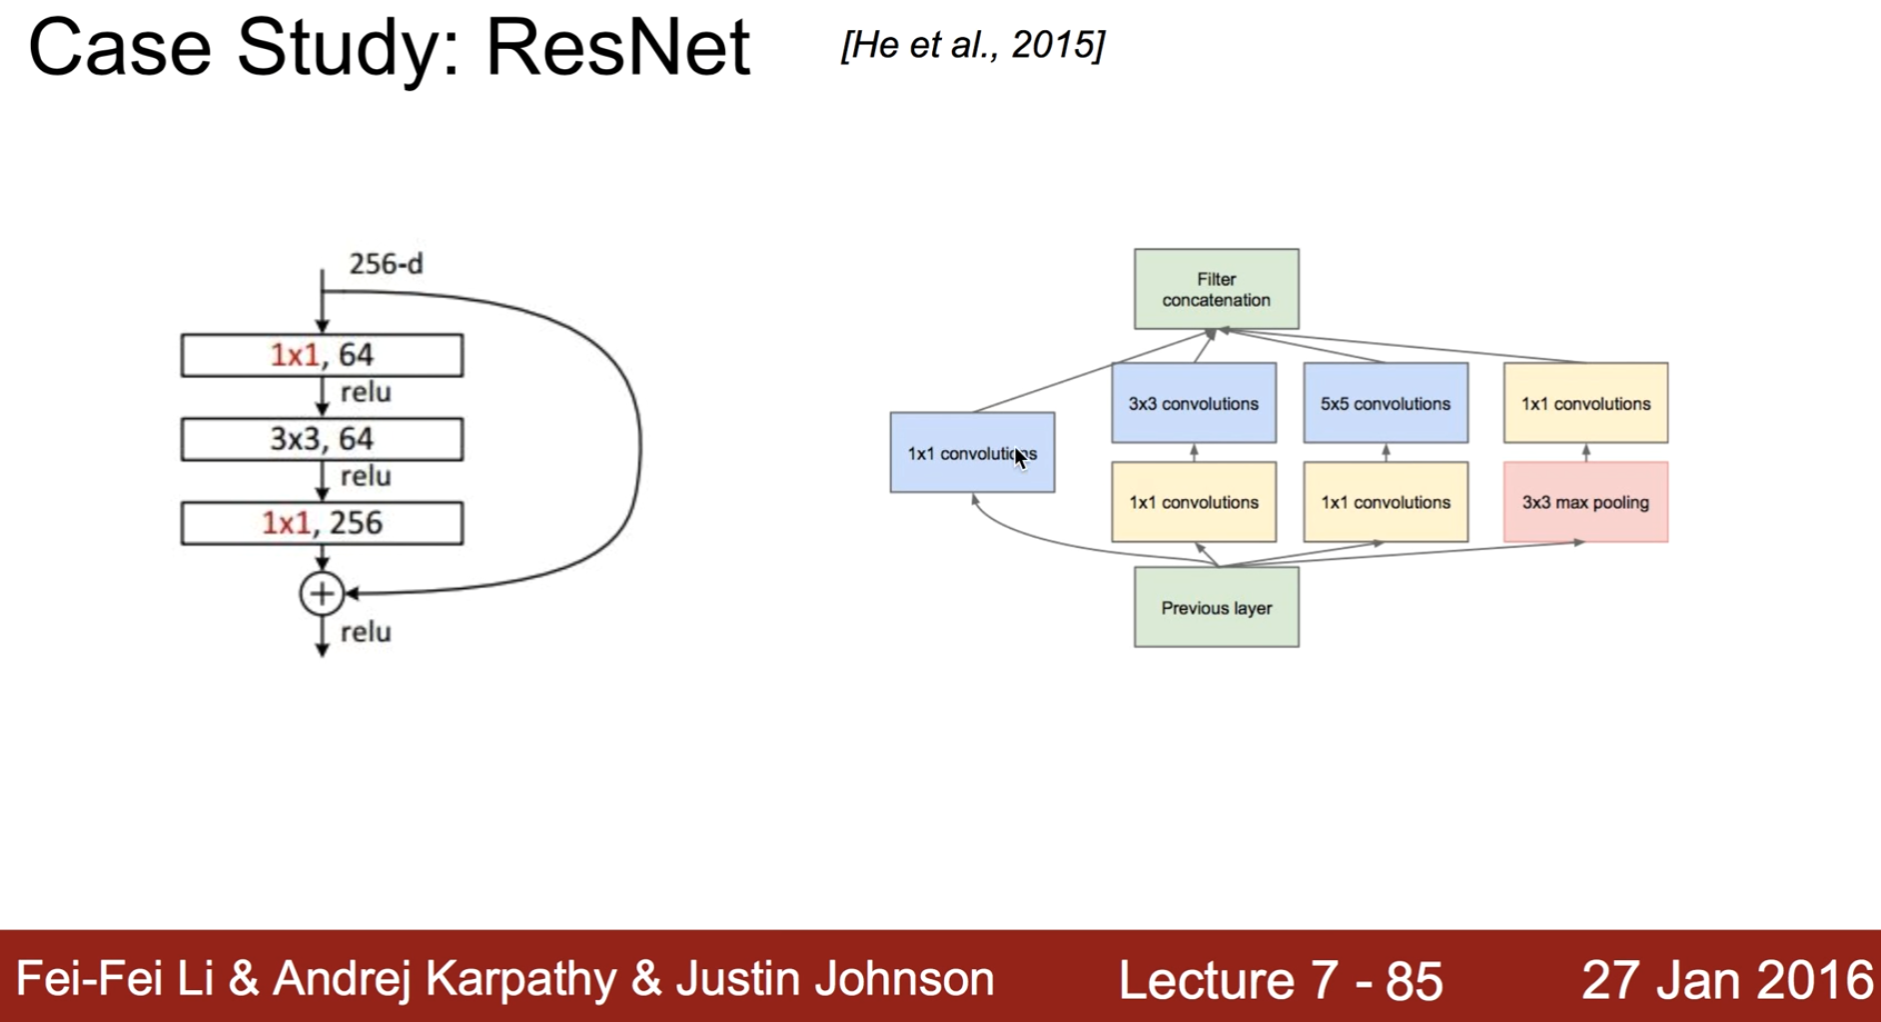 Case Study: ResNet
[He et al., 2015]
256-d
1x1, 64
relu
3x3, 64
relu
1x1, 256
relu
Filter
concatenation
3x3 convolutions
5x5 convolutions
1x1 convolutions
1x1 convolutions
1x1 convolutions
1x1 convolutions
3x3 max pooling
Previous layer
Fei-Fei Li & Andrej Karpathy & Justin Johnson
Lecture 7 - 85
27 Jan 2016